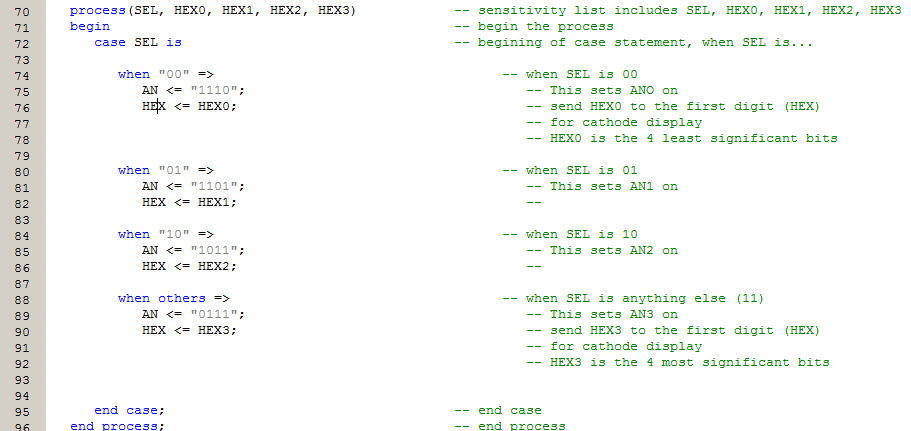 70 process(SEL, HEX0, HEX1, HEX2, HEX3) -- sensitivity list includes SEL, HEX0, HEX1, HEX2, HEX3
71 begin -- begin the process
72 case SEL is -- begining of case statement, when SEL is...
73
74 when "00" => -- when SEL is 00
75 AN <= "1110"; -- This sets ANO on
76 HEX <= HEX0; -- send HEX0 to the first digit (HEX)
77 -- for cathode display
78 -- HEX0 is the 4 least significant bits
79
80 when "01" => -- when SEL is 01
81 AN <= "1101"; -- This sets AN1 on
82 HEX <= HEX1; --
83
84 when "10" => -- when SEL is 10
85 AN <= "1011"; -- This sets AN2 on
86 HEX <= HEX2; --
87
88 when others => -- when SEL is anything else (11)
89 AN <= "0111"; -- This sets AN3 on
90 HEX <= HEX3; -- send HEX3 to the first digit (HEX)
91 -- for cathode display
92 -- HEX3 is the 4 most significant bits
93
94
95 end case; -- end case
96 end process; -- end process